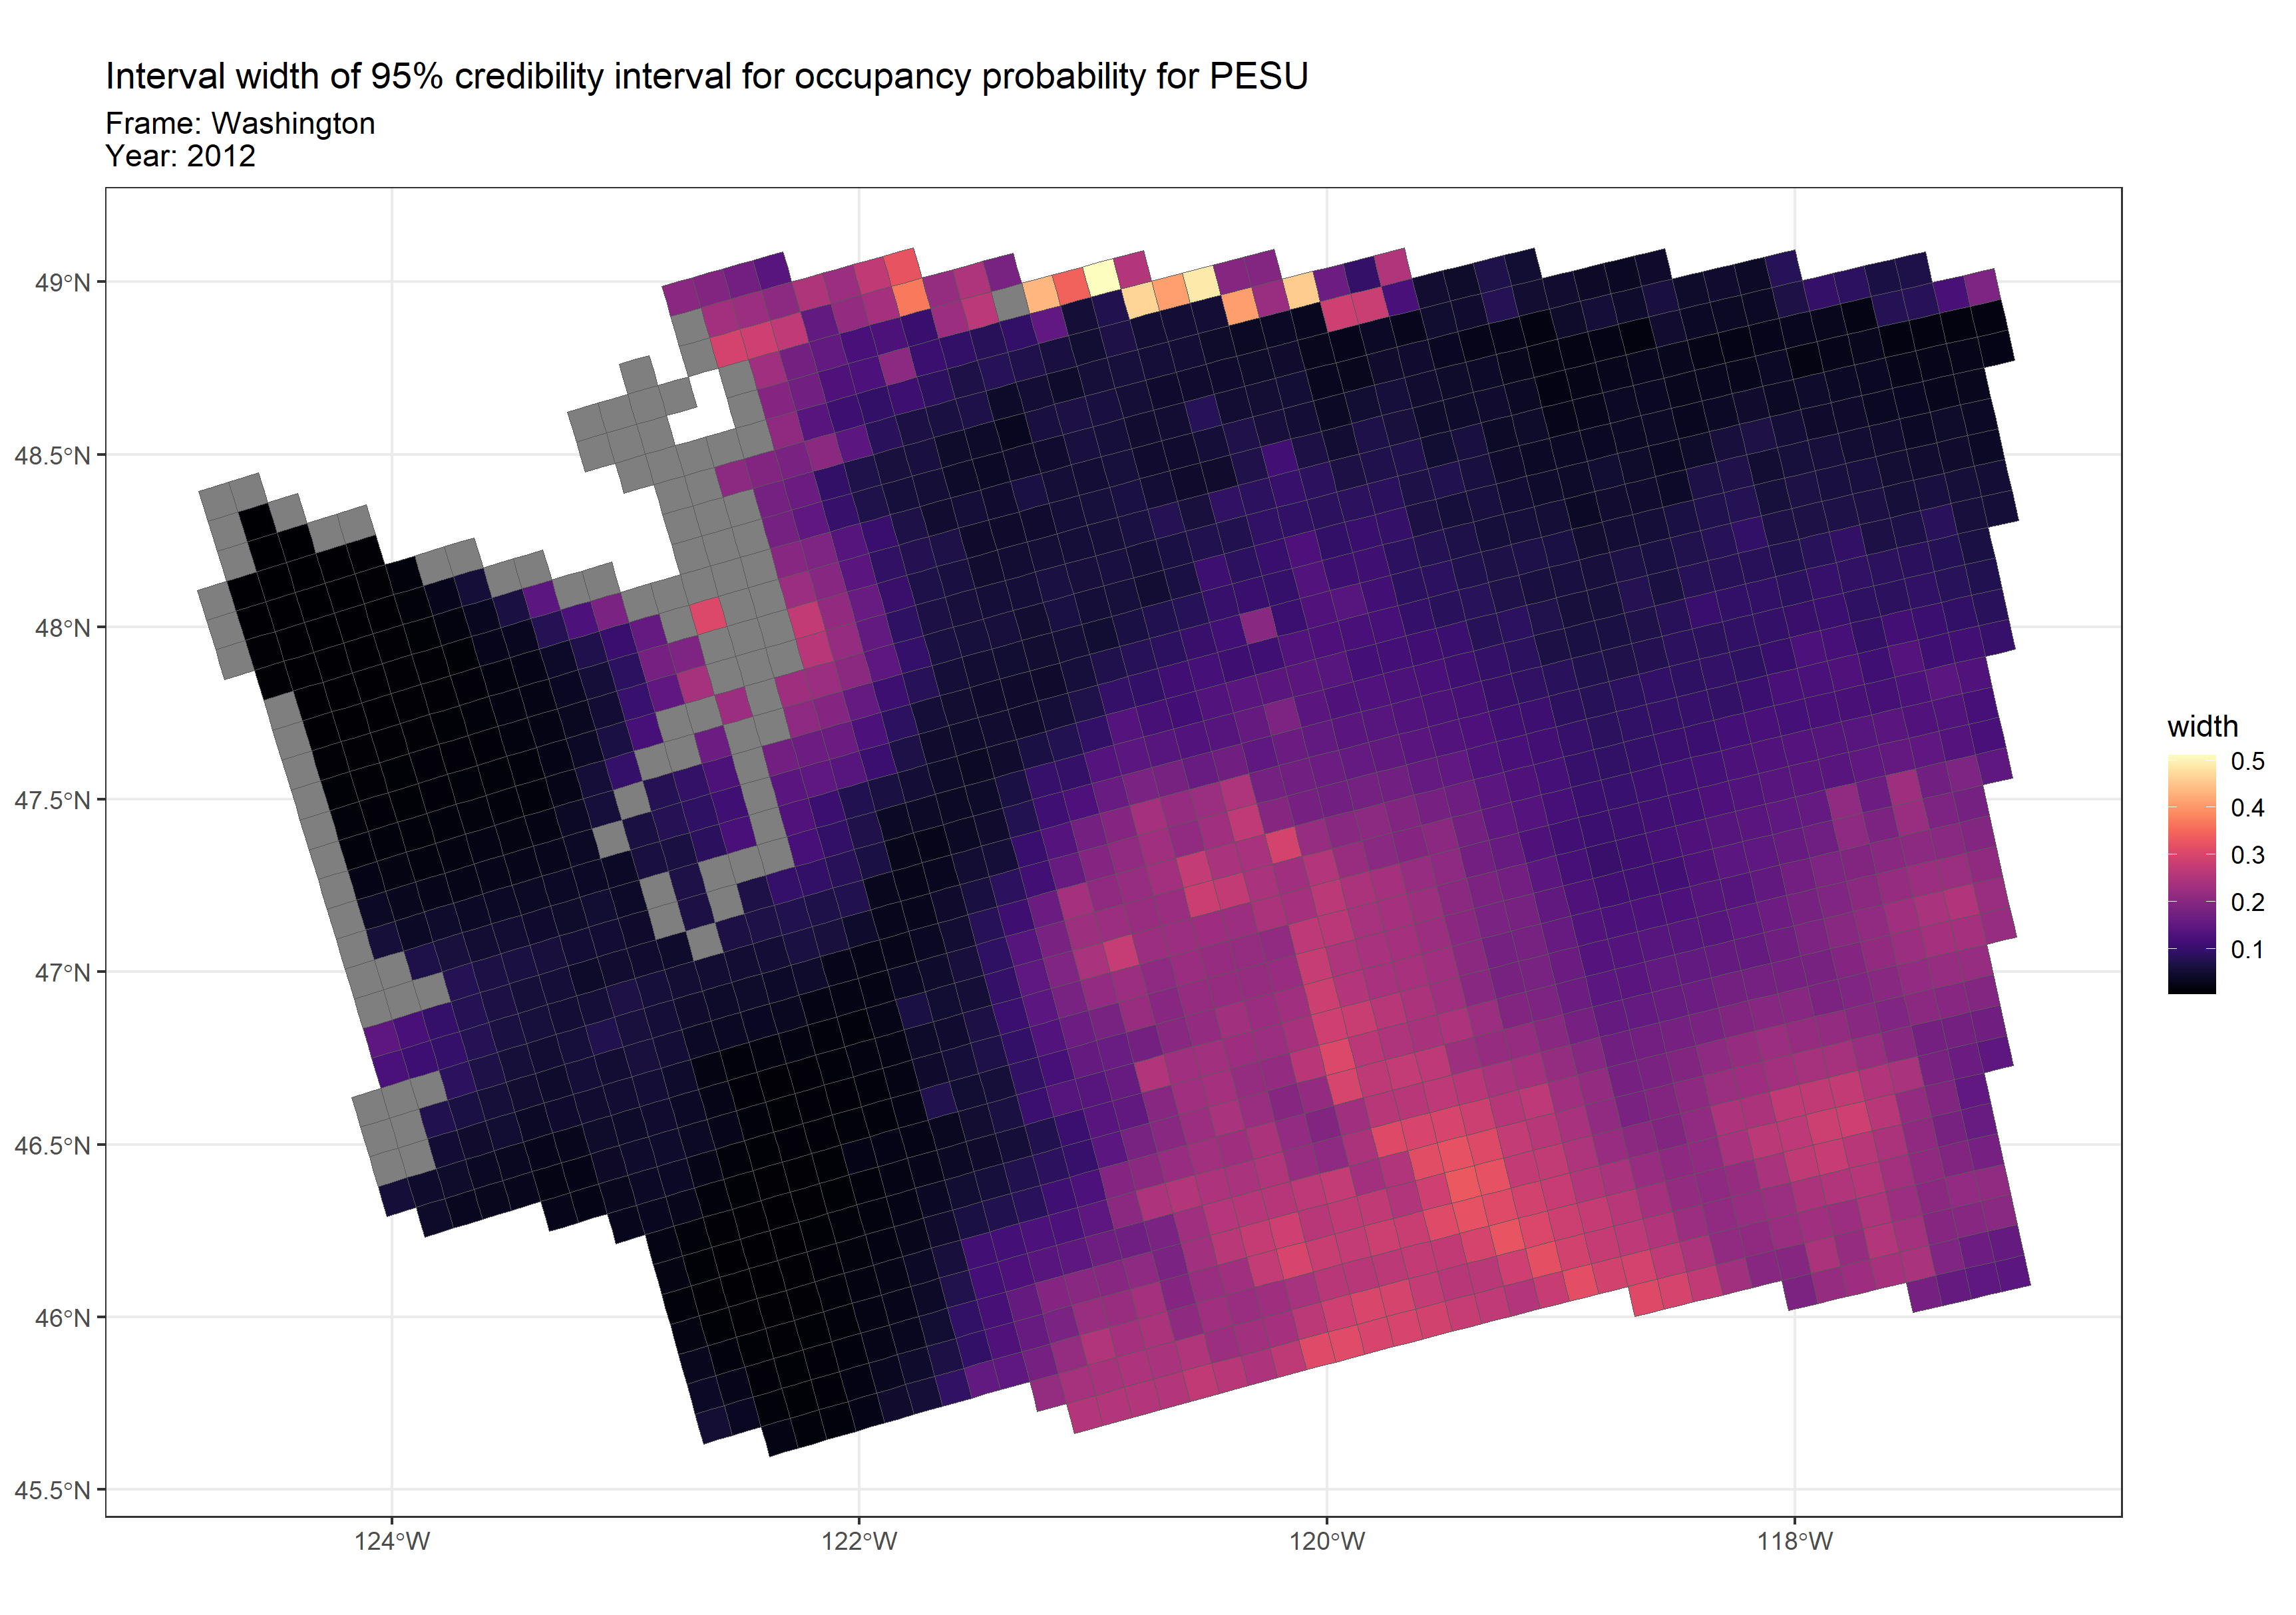 Interval width of 95% credibility interval for occupancy probability for PESU
Frame: Washington
Year: 2012
49°N
48.5°N
48°N
47.5°N
47°N
46.5°N
46°N
45.5°N
124°W
122°W
120°W
118°W
width
0.5
0.4
0.3
0.2
0.1